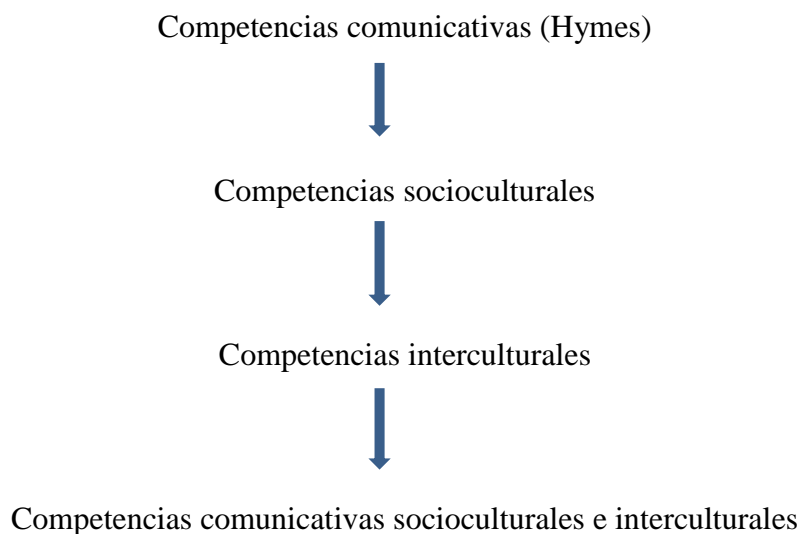 Competencias comunicativas (Hymes)
Competencias socioculturales
Competencias interculturales
Competencias comunicativas socioculturales e interculturales